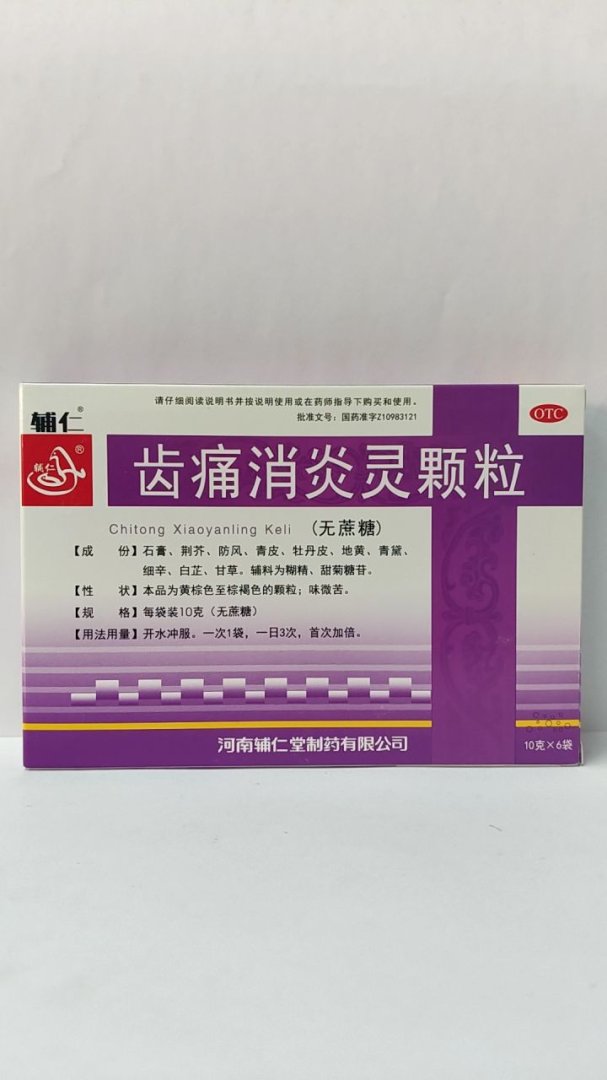 请仔细阅读说明书并按说明使用或在药师指导下购买和使用。
批准文号：国药准字Z10983121
OTC
辅仁®
辅仁®
齿痛消炎灵颗粒
Chitong Xiaoyanling Keli (无蔗糖)
【成 份】石膏、荆芥、防风、青皮、牡丹皮、地黄、青黛、
细辛、白芷、甘草。辅料为糊精、甜菊糖苷。
【性 状】本品为黄棕色至棕褐色的颗粒；味微苦。
【规 格】每袋装10克（无蔗糖）
【用法用量】开水冲服。一次1袋，一日3次，首次加倍。
河南辅仁堂制药有限公司
10克×6袋